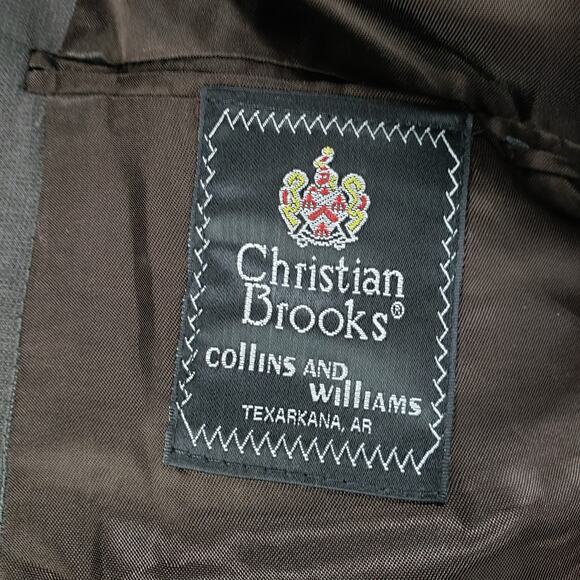 Christian
Brooks®
Collins AND
Williams
TEXARKANA, AR